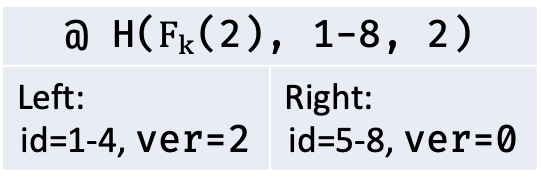 @ H(Fk(2), 1-8, 2)
Left:
id=1-4, ver=2
Right:
id=5-8, ver=0